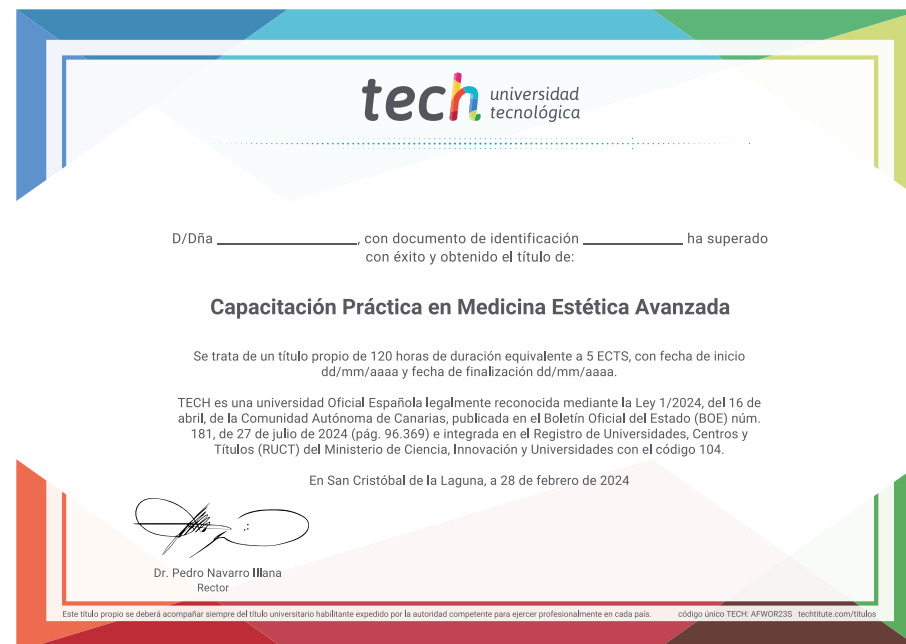 tech universidad
tecnológica
D/Dña ____________________, con documento de identificación ______________ ha superado
con éxito y obtenido el título de:
Capacitación Práctica en Medicina Estética Avanzada
Se trata de un título propio de 120 horas de duración equivalente a 5 ECTS, con fecha de inicio
dd/mm/aaaa y fecha de finalización dd/mm/aaaa.
TECH es una universidad Oficial Española legalmente reconocida mediante la Ley 1/2024, del 16 de
abril, de la Comunidad Autónoma de Canarias, publicada en el Boletín Oficial del Estado (BOE) núm.
181, de 27 de julio de 2024 (pág. 96.369) e integrada en el Registro de Universidades, Centros y
Títulos (RUCT) del Ministerio de Ciencia, Innovación y Universidades con el código 104.
En San Cristóbal de la Laguna, a 28 de febrero de 2024
Dr. Pedro Navarro Illana
Rector
Este título propio se deberá acompañar siempre del título universitario habilitante expedido por la autoridad competente para ejercer profesionalmente en cada país. código único TECH: AFWOR23S techtitute.com/titulos